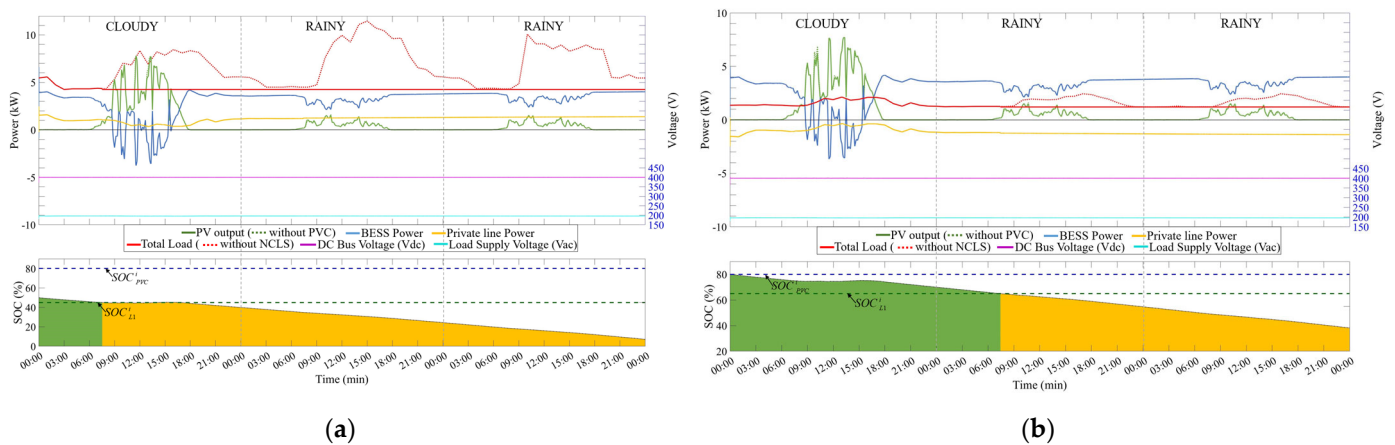 CLOUDY RAINY RAINY
10
5
0
-5
-10
Power (kW)
450
400
350
300
250
200
150
Voltage (V)
PV output ( without PVC) BESS Power Private line Power
Total Load ( without NCLS) DC Bus Voltage (Vdc) Load Supply Voltage (Vac)
80
60
40
20
0
SOC (%)
SOC^i_PVC
SOC^i_L1
00:00 03:00 06:00 09:00 12:00 15:00 18:00 21:00 00:00 03:00 06:00 09:00 12:00 15:00 18:00 21:00 00:00 03:00 06:00 09:00 12:00 15:00 18:00 21:00 00:00
Time (min)
(a)
CLOUDY RAINY RAINY
10
5
0
-5
-10
Power (kW)
450
400
350
300
250
200
150
Voltage (V)
PV output ( without PVC) BESS Power Private line Power
Total Load ( without NCLS) DC Bus Voltage (Vdc) Load Supply Voltage (Vac)
80
60
40
20
SOC (%)
SOC^i_PVC
SOC^i_L1
00:00 03:00 06:00 09:00 12:00 15:00 18:00 21:00 00:00 03:00 06:00 09:00 12:00 15:00 18:00 21:00 00:00 03:00 06:00 09:00 12:00 15:00 18:00 21:00 00:00
Time (min)
(b)